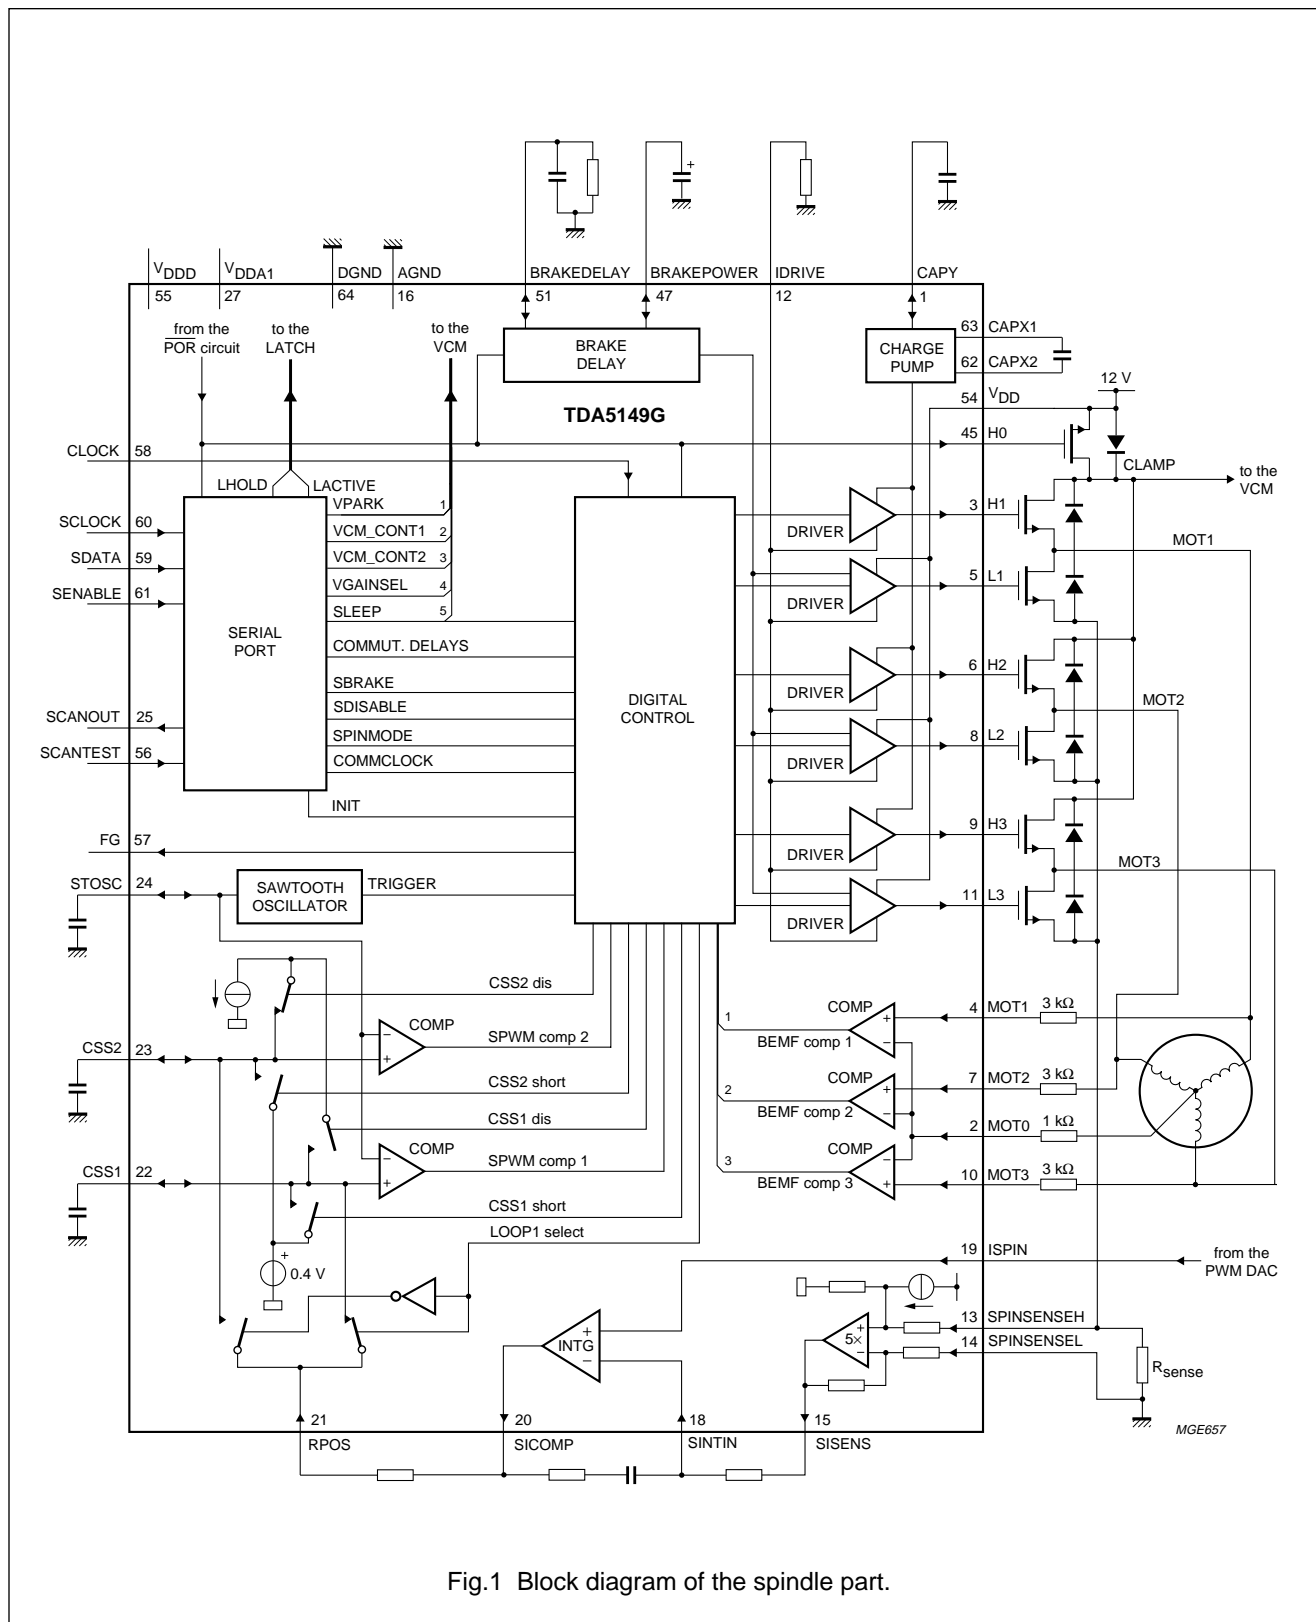 VDDD
VDDA1
DGND
AGND
BRAKEDELAY
BRAKEPOWER
IDRIVE
CAPY
55
27
64
16
51
47
12
1
from the
POR circuit
to the
LATCH
to the
VCM
BRAKE
DELAY
CHARGE
PUMP
63 CAPX1
62 CAPX2
12 V
TDA5149G
54 VDD
45 H0
CLAMP
to the
VCM
CLOCK 58
LHOLD
LACTIVE
VPARK 1
VCM_CONT1 2
VCM_CONT2 3
VGAINSEL 4
SLEEP 5
COMMUT. DELAYS
SBRAKE
SDISABLE
SPINMODE
COMMCLOCK
INIT
SCLOCK 60
SDATA 59
SENABLE 61
SERIAL
PORT
SCANOUT 25
SCANTEST 56
DIGITAL
CONTROL
DRIVER
3 H1
MOT1
DRIVER
5 L1
DRIVER
6 H2
MOT2
DRIVER
8 L2
DRIVER
9 H3
MOT3
DRIVER
11 L3
FG 57
STOSC 24
SAWTOOTH
OSCILLATOR
TRIGGER
CSS2 dis
COMP
−
+
SPWM comp 2
CSS2 23
CSS2 short
CSS1 dis
COMP
−
+
SPWM comp 1
CSS1 22
CSS1 short
LOOP1 select
+
0.4 V
COMP
+
−
1
BEMF comp 1
4 MOT1 3 kΩ
COMP
+
−
2
BEMF comp 2
7 MOT2 3 kΩ
2 MOT0 1 kΩ
COMP
−
+
3
BEMF comp 3
10 MOT3 3 kΩ
19 ISPIN
from the
PWM DAC
+
INTG
−
+
5×
−
13 SPINSENSEH
14 SPINSENSEL
Rsense
21
RPOS
20
SICOMP
18
SINTIN
15
SISENS
MGE657
Fig.1 Block diagram of the spindle part.